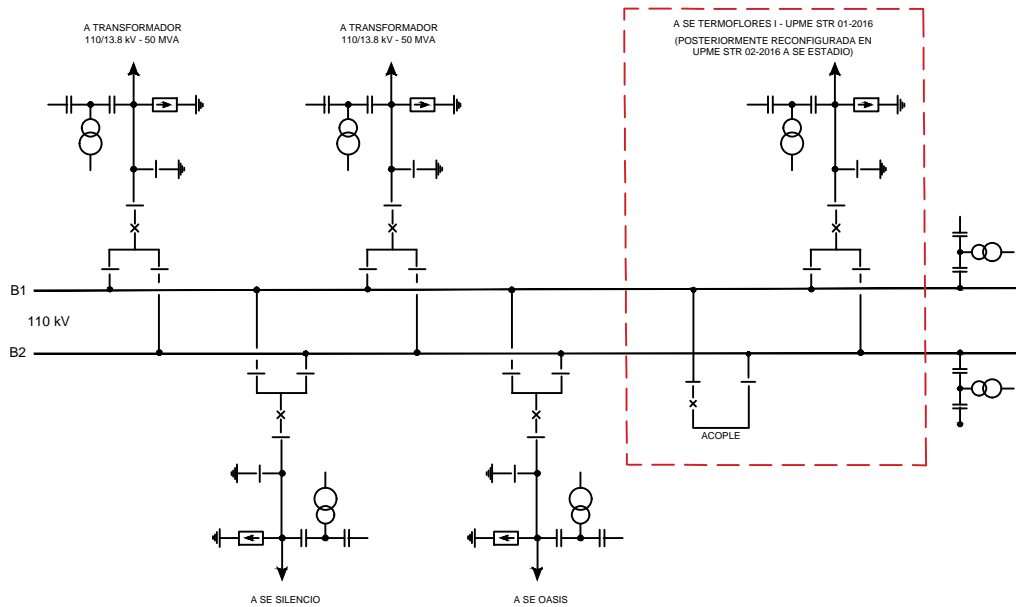 A TRANSFORMADOR
110/13.8 kV - 50 MVA
A TRANSFORMADOR
110/13.8 kV - 50 MVA
A SE TERMOFLORES I - UPME STR 01-2016
(POSTERIORMENTE RECONFIGURADA EN
UPME STR 02-2016 A SE ESTADIO)
B1
110 kV
B2
ACOPLE
A SE SILENCIO
A SE OASIS